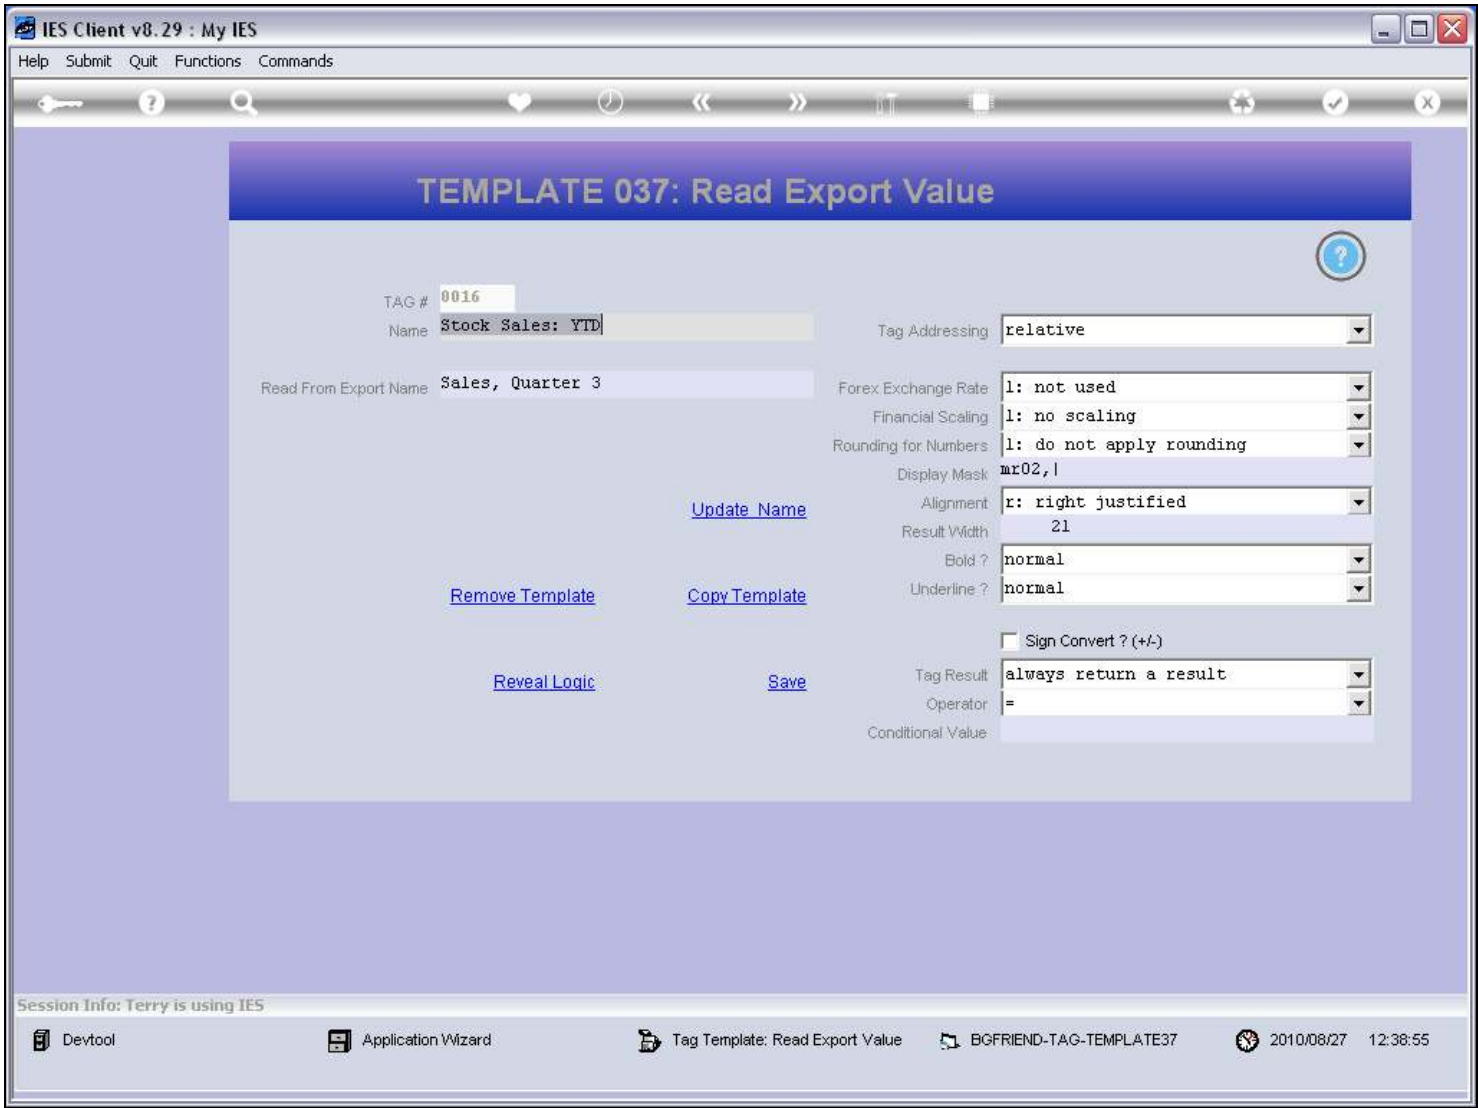 IES Client v8.29 : My IES
Help Submit Quit Functions Commands
TEMPLATE 037: Read Export Value
TAG # 0016
Name Stock Sales: YTD
Tag Addressing relative
Read From Export Name Sales, Quarter 3
Forex Exchange Rate 1: not used
Financial Scaling 1: no scaling
Rounding for Numbers 1: do not apply rounding
Display Mask mr02,|
Update Name
Alignment r: right justified
Result Width 21
Bold ? normal
Remove Template Copy Template
Underline ? normal
Sign Convert ? (+/-)
Reveal Logic Save
Tag Result always return a result
Operator =
Conditional Value
Session Info: Terry is using IES
Devtool Application Wizard Tag Template: Read Export Value BGFRIEND-TAG-TEMPLATE37 2010/08/27 12:38:55